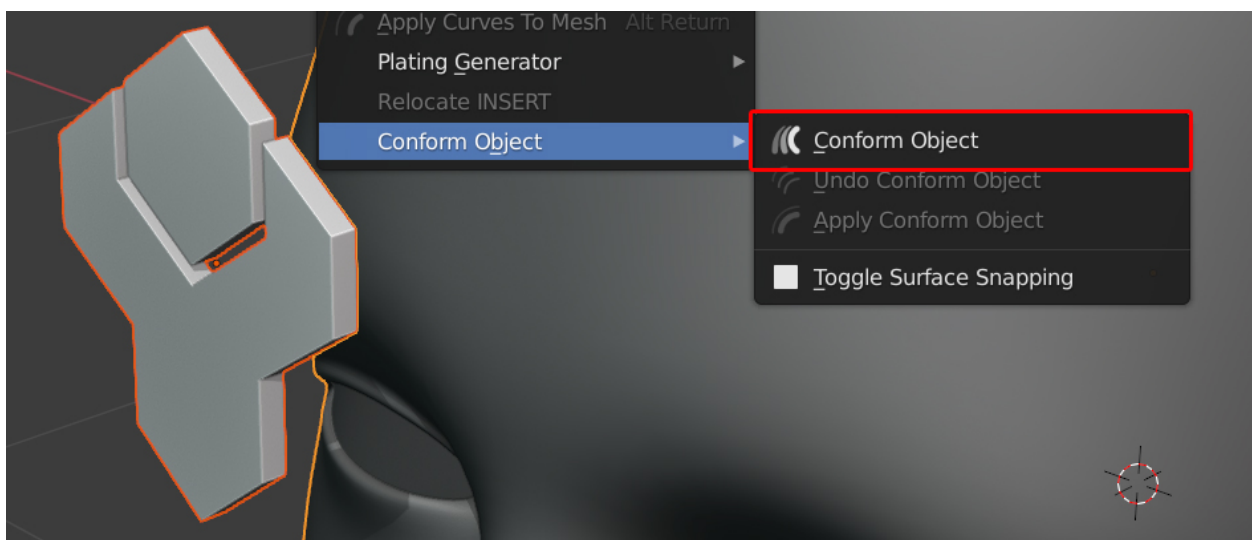 Apply Curves To Mesh Alt Return
Plating Generator
Relocate INSERT
Conform Object
Conform Object
Undo Conform Object
Apply Conform Object
Toggle Surface Snapping